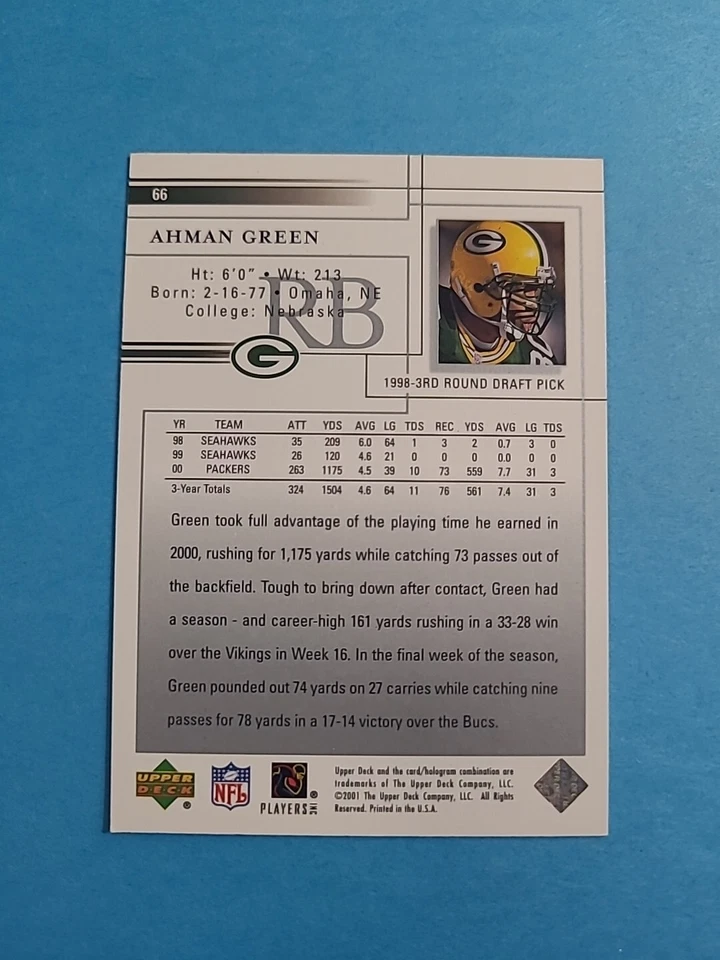 66
AHMAN GREEN
Ht: 6'0" • Wt: 213
Born: 2-16-77 • Omaha, NE
College: Nebraska
RB
G
G
1998-3RD ROUND DRAFT PICK
YR TEAM ATT YDS AVG LG TDS REC YDS AVG LG TDS
98 SEAHAWKS 35 209 6.0 64 1 3 2 0.7 3 0
99 SEAHAWKS 26 120 4.6 21 0 0 0 0.0 0 0
00 PACKERS 263 1175 4.5 39 10 73 559 7.7 31 3
3-Year Totals 324 1504 4.6 64 11 76 561 7.4 31 3
Green took full advantage of the playing time he earned in
2000, rushing for 1,175 yards while catching 73 passes out of
the backfield. Tough to bring down after contact, Green had
a season - and career-high 161 yards rushing in a 33-28 win
over the Vikings in Week 16. In the final week of the season,
Green pounded out 74 yards on 27 carries while catching nine
passes for 78 yards in a 17-14 victory over the Bucs.
UPPER
DECK
®
NFL
®
PLAYERS INC
®
Upper Deck and the card/hologram combination are
trademarks of The Upper Deck Company, LLC.
©2001 The Upper Deck Company, LLC. All Rights
Reserved. Printed in the U.S.A.